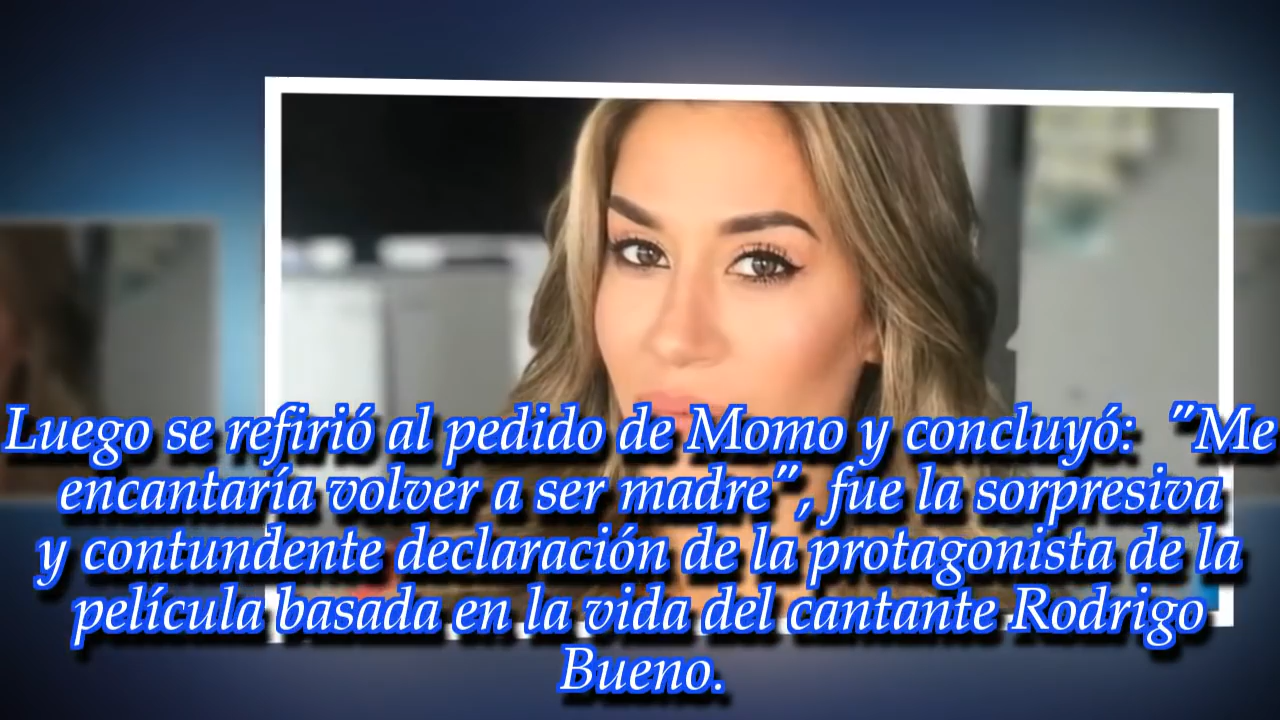 Luego se refirió al pedido de Momo y concluyó: "Me
encantaría volver a ser madre", fue la sorpresiva
y contundente declaración de la protagonista de la
película basada en la vida del cantante Rodrigo
Bueno.